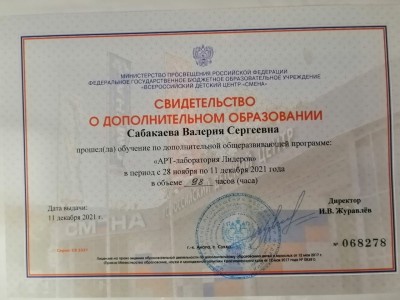 МИНИСТЕРСТВО ПРОСВЕЩЕНИЯ РОССИЙСКОЙ ФЕДЕРАЦИИ
ФЕДЕРАЛЬНОЕ ГОСУДАРСТВЕННОЕ БЮДЖЕТНОЕ ОБРАЗОВАТЕЛЬНОЕ УЧРЕЖДЕНИЕ
«ВСЕРОССИЙСКИЙ ДЕТСКИЙ ЦЕНТР «СМЕНА»
СВИДЕТЕЛЬСТВО
О ДОПОЛНИТЕЛЬНОМ ОБРАЗОВАНИИ
Сабакаева Валерия Сергеевна
прошел(ла) обучение по дополнительной общеразвивающей программе:
«АРТ-лаборатория Лидеров»
в период с 28 ноября по 11 декабря 2021 года
в объеме 98 часов (часа)
Дата выдачи:
11 декабря 2021 г.
Директор
И.В. Журавлёв
№ 068278
СМЕНА